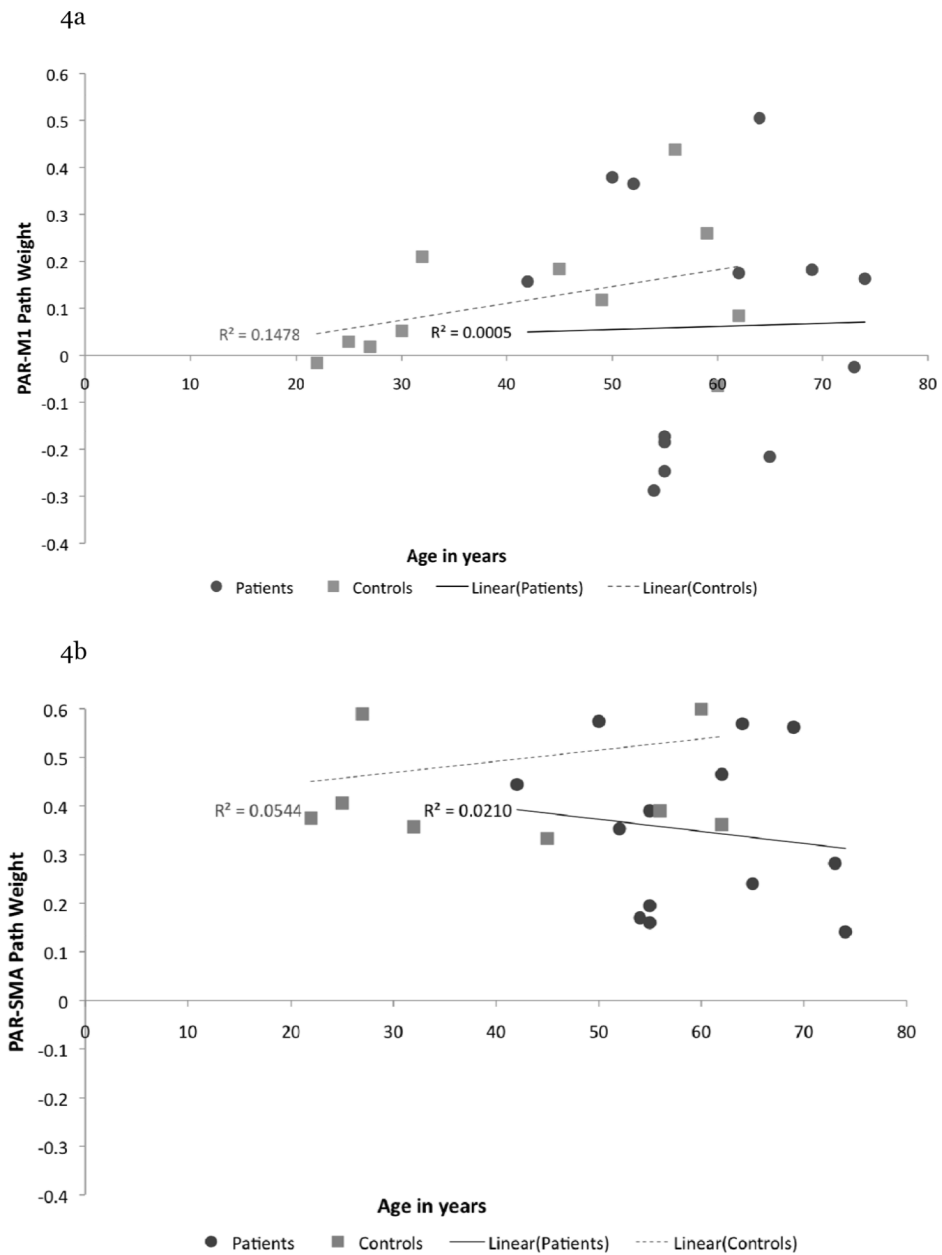 4a
0.6
0.5
0.4
0.3
0.2
0.1
0
-0.1
-0.2
-0.3
-0.4
PAR-M1 Path Weight
R² = 0.1478
R² = 0.0005
0 10 20 30 40 50 60 70 80
Age in years
Patients Controls Linear(Patients) Linear(Controls)
4b
0.6
0.5
0.4
0.3
0.2
0.1
0
-0.1
-0.2
-0.3
-0.4
PAR-SMA Path Weight
R² = 0.0544
R² = 0.0210
0 10 20 30 40 50 60 70 80
Age in years
Patients Controls Linear(Patients) Linear(Controls)